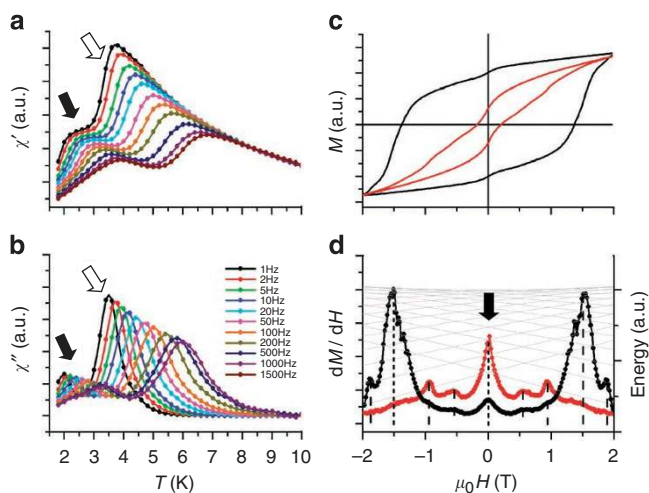 a
χ′ (a.u.)
b
χ″ (a.u.)
1Hz
2Hz
5Hz
10Hz
20Hz
50Hz
100Hz
200Hz
500Hz
1000Hz
1500Hz
2 3 4 5 6 7 8 9 10
T (K)
c
M (a.u.)
d
dM / dH
Energy (a.u.)
−2 −1 0 1 2
μ0H (T)